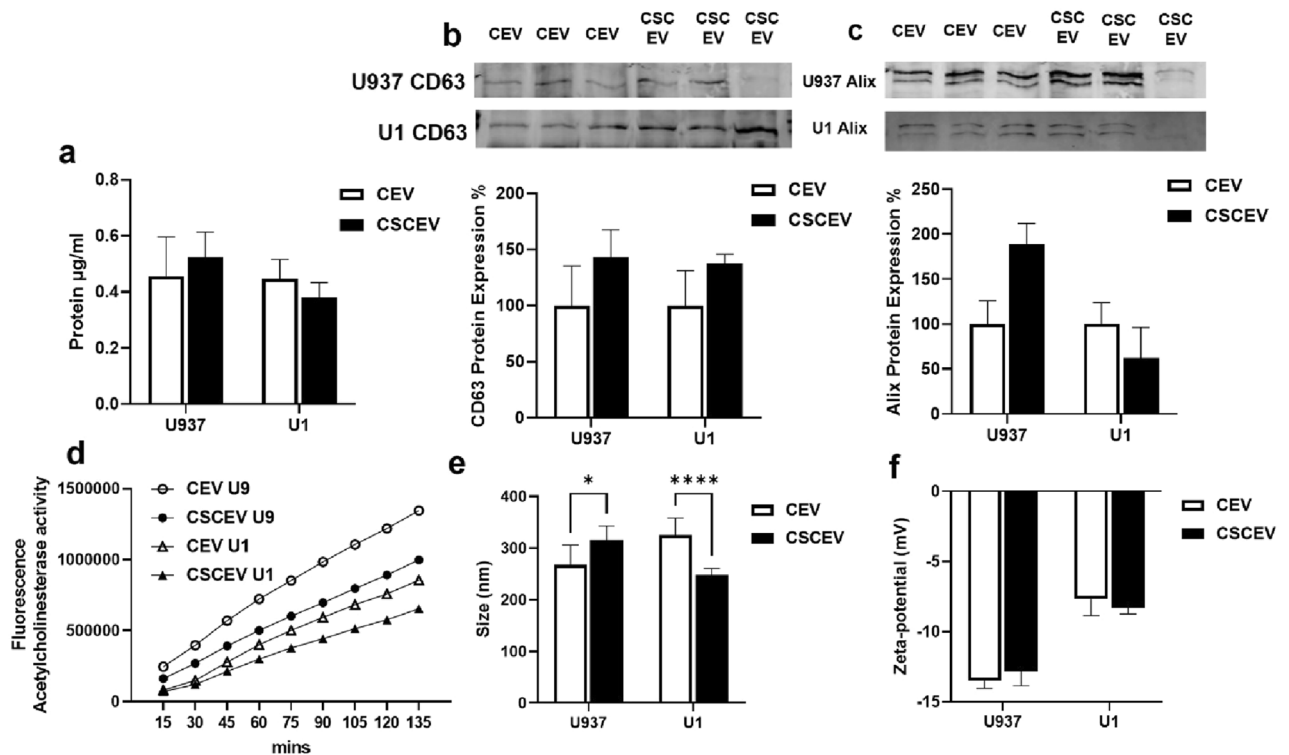 b
CEV CEV CEV CSC EV CSC EV CSC EV
U937 CD63
U1 CD63
c
CEV CEV CEV CSC EV CSC EV CSC EV
U937 Alix
U1 Alix
a
Protein µg/ml
0.8
0.6
0.4
0.2
0.0
U937 U1
CEV
CSCEV
CD63 Protein Expression %
200
150
100
50
0
U937 U1
CEV
CSCEV
Alix Protein Expression %
250
200
150
100
50
0
U937 U1
CEV
CSCEV
d
Fluorescence
Acetylcholinesterase activity
1500000
1000000
500000
0
CEV U9
CSCEV U9
CEV U1
CSCEV U1
15 30 45 60 75 90 105 120 135
mins
e
Size (nm)
400
300
200
100
0
* ****
U937 U1
CEV
CSCEV
f
Zeta-potential (mV)
0
-5
-10
-15
U937 U1
CEV
CSCEV